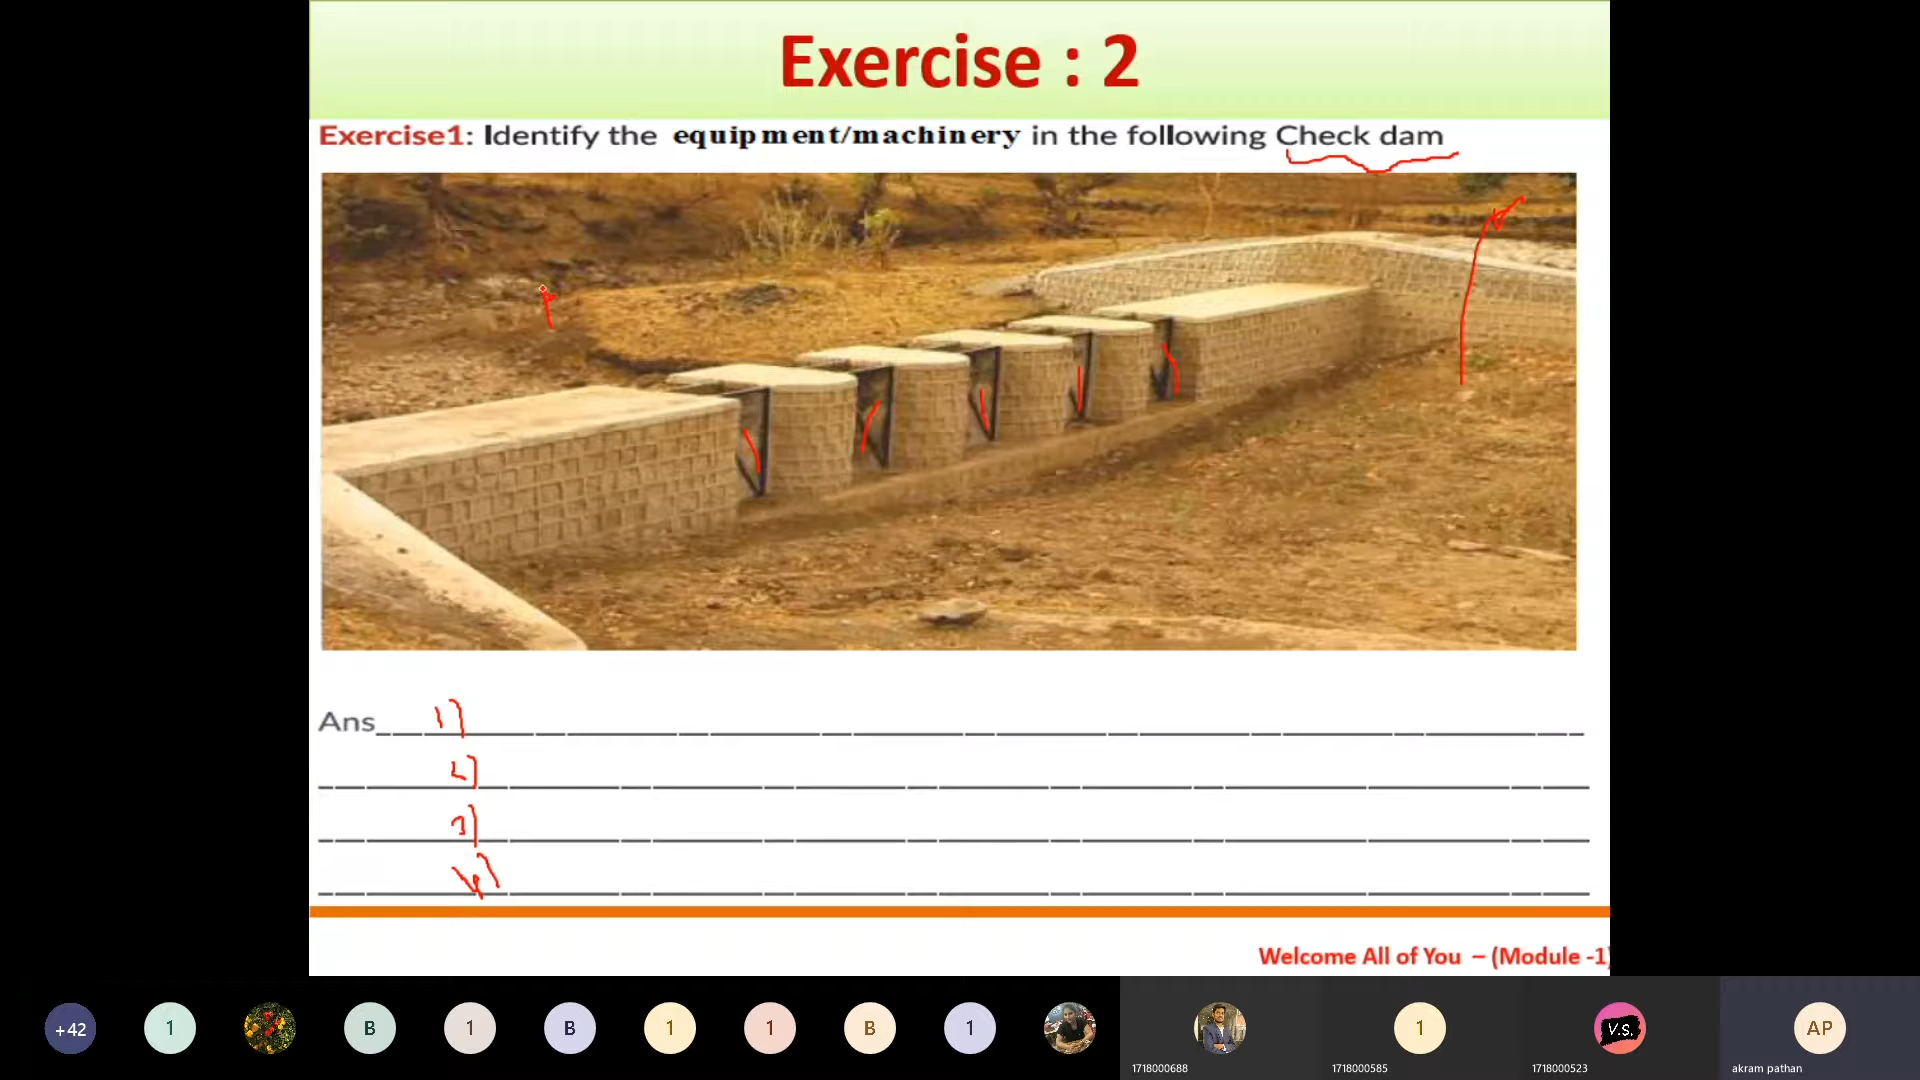 Exercise : 2
Exercise1: Identify the equipment/machinery in the following Check dam
Ans 1)
2)
3)
4)
Welcome All of You – (Module -1)
+42
1
B
1
B
1
1
B
1
1
V.S.
AP
1718000688
1718000585
1718000523
akram pathan